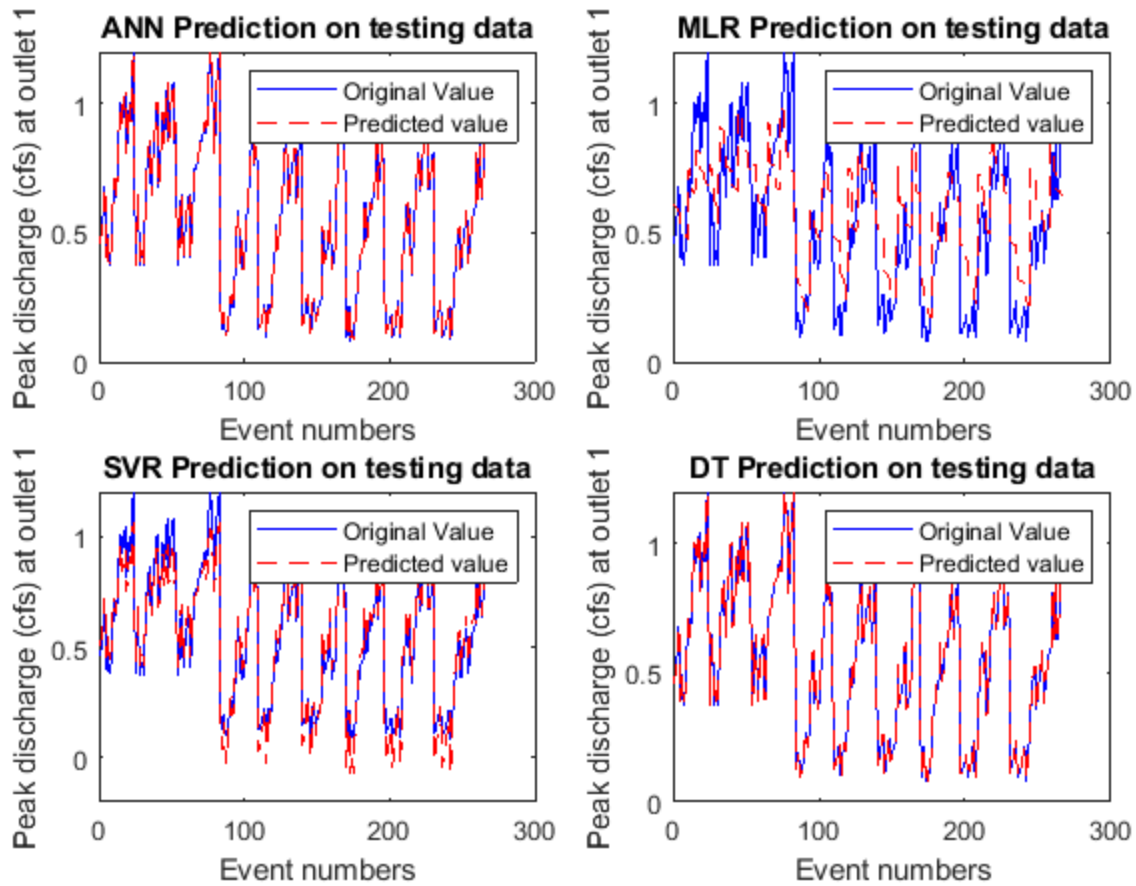 ANN Prediction on testing data
Peak discharge (cfs) at outlet 1
1
0.5
0
Original Value
Predicted value
0
100
200
300
Event numbers
MLR Prediction on testing data
Peak discharge (cfs) at outlet 1
1
0.5
0
Original Value
Predicted value
0
100
200
300
Event numbers
SVR Prediction on testing data
Peak discharge (cfs) at outlet 1
1
0.5
0
Original Value
Predicted value
0
100
200
300
Event numbers
DT Prediction on testing data
Peak discharge (cfs) at outlet 1
1
0.5
0
Original Value
Predicted value
0
100
200
300
Event numbers